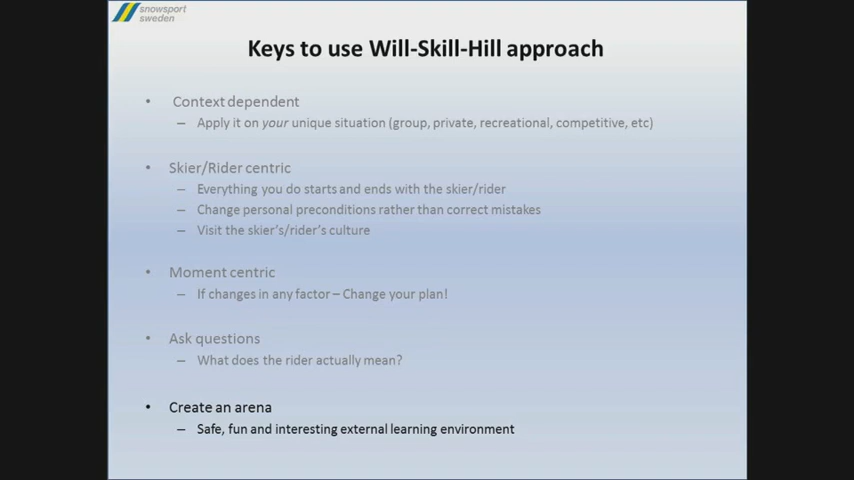 snowsport
sweden
Keys to use Will-Skill-Hill approach
• Context dependent
– Apply it on your unique situation (group, private, recreational, competitive, etc)
• Skier/Rider centric
– Everything you do starts and ends with the skier/rider
– Change personal preconditions rather than correct mistakes
– Visit the skier's/rider's culture
• Moment centric
– If changes in any factor – Change your plan!
• Ask questions
– What does the rider actually mean?
• Create an arena
– Safe, fun and interesting external learning environment